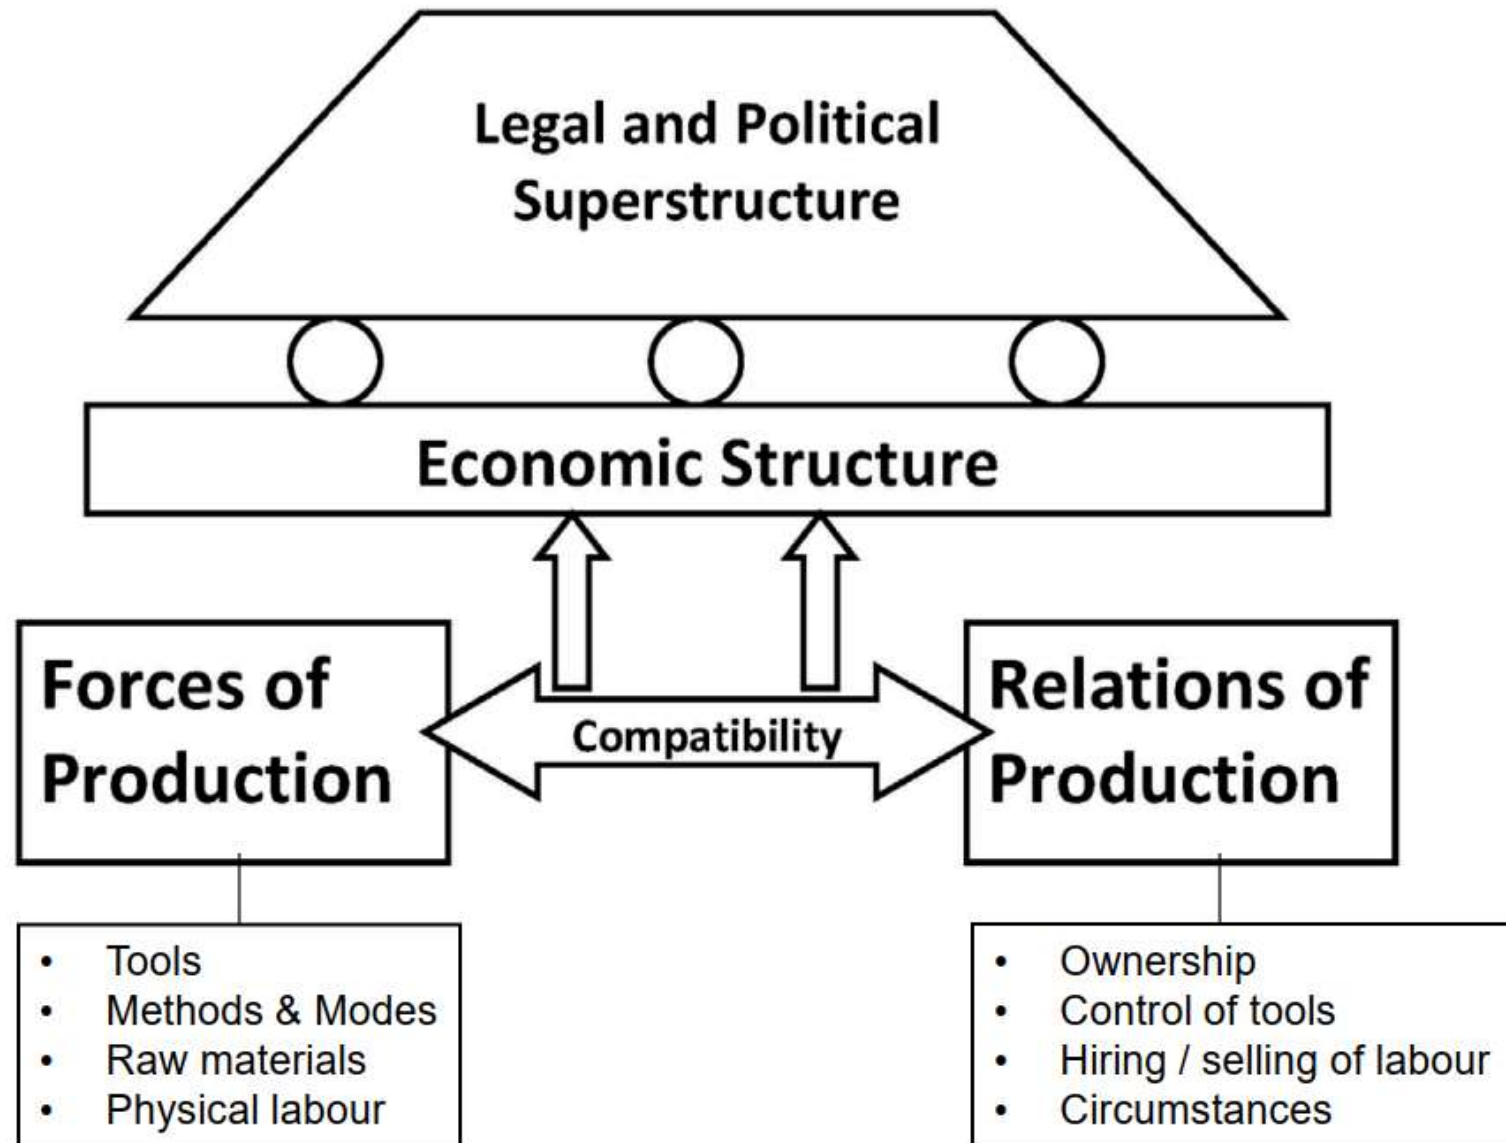 Legal and Political
Superstructure
Economic Structure
Forces of
Production
Compatibility
Relations of
Production
• Tools
• Methods & Modes
• Raw materials
• Physical labour
• Ownership
• Control of tools
• Hiring / selling of labour
• Circumstances